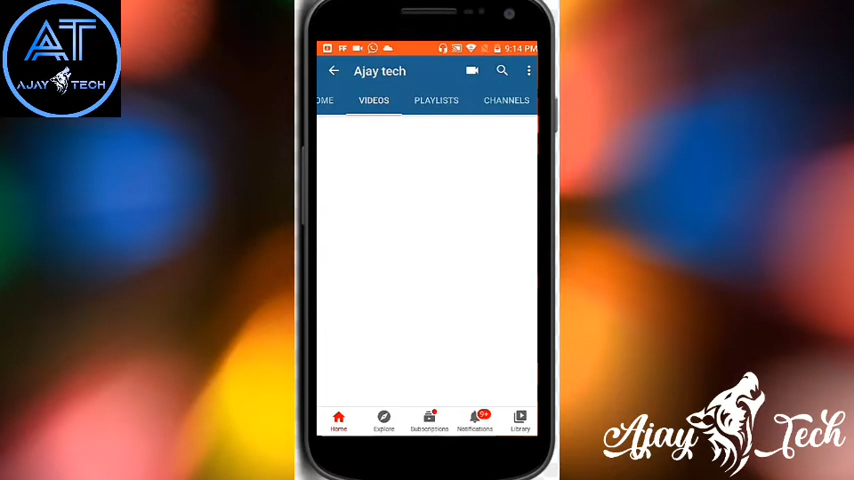 AT
AJAY TECH
FF
9:14 PM
Ajay tech
OME VIDEOS PLAYLISTS CHANNELS
9+
Home Explore Subscriptions Notifications Library
Ajay Tech